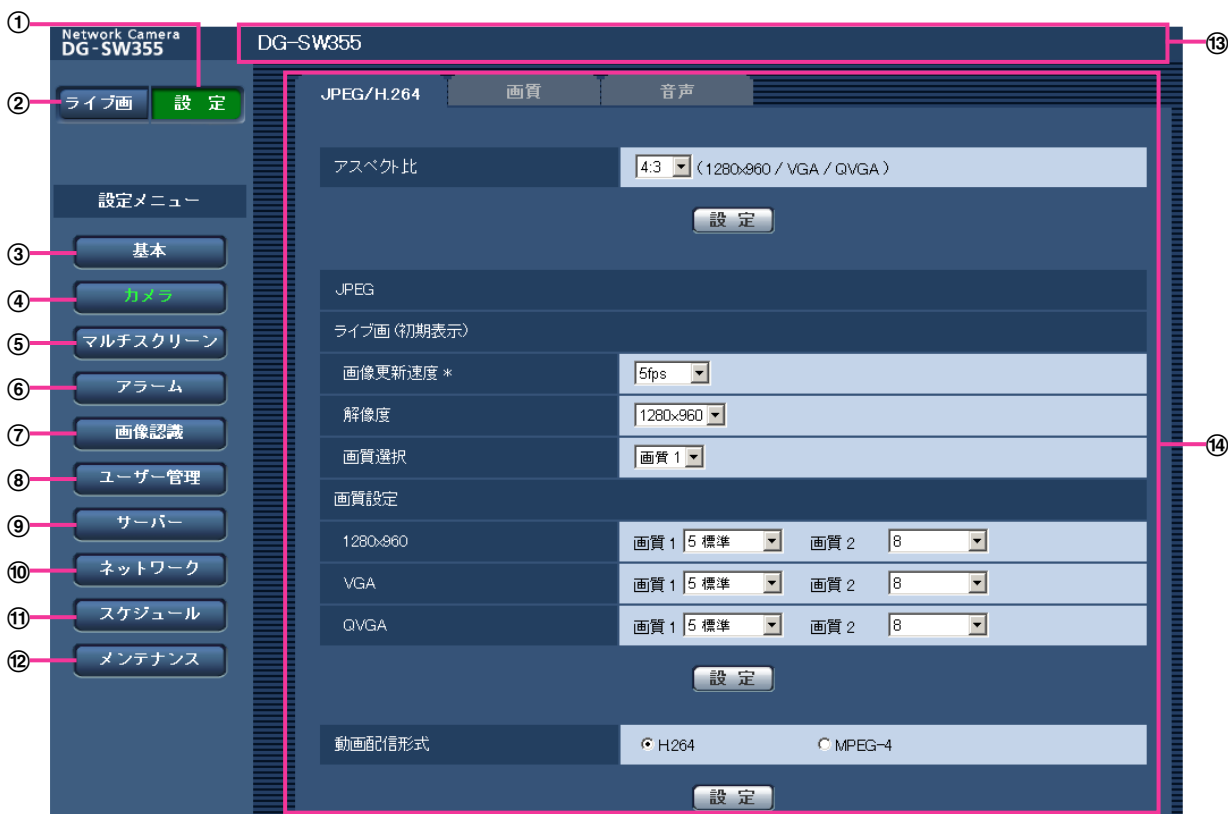 ①
Network Camera
DG-SW355
DG-SW355
⑬
② ライブ画 設 定
JPEG/H.264 画質 音声
アスペクト比 4:3 (1280x960 / VGA / QVGA)
設 定
設定メニュー
③ 基本
④ カメラ
⑤ マルチスクリーン
⑥ アラーム
⑦ 画像認識
⑧ ユーザー管理
⑨ サーバー
⑩ ネットワーク
⑪ スケジュール
⑫ メンテナンス
JPEG
ライブ画(初期表示)
画像更新速度 * 5fps
解像度 1280x960
画質選択 画質 1
⑭
画質設定
1280x960 画質 1 5 標準 画質 2 8
VGA 画質 1 5 標準 画質 2 8
QVGA 画質 1 5 標準 画質 2 8
設 定
動画配信形式 H.264 MPEG-4
設 定